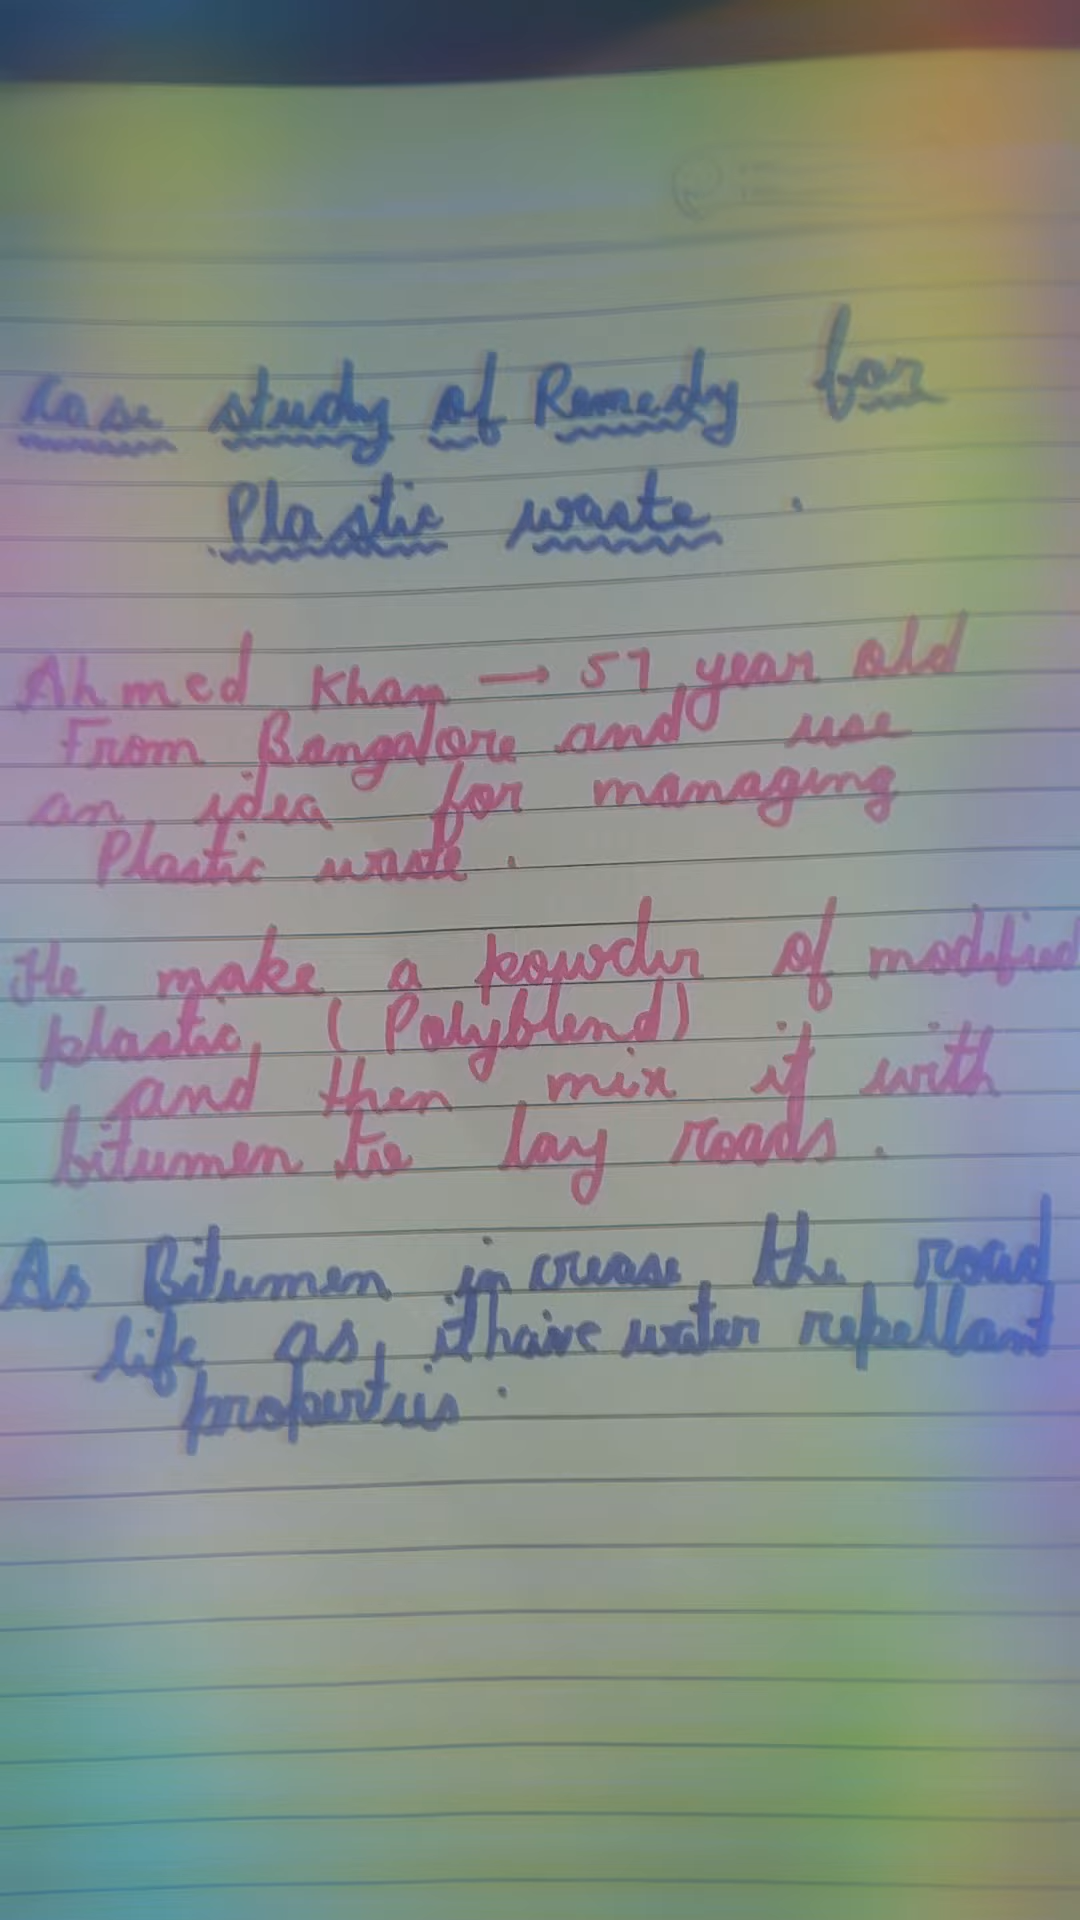 Case study of Remedy for
Plastic waste.
Ahmed Khan → 57 year old
From Bangalore and use
an idea for managing
Plastic waste.
He make a powder of modified
plastic, (Polyblend)
and then mix it with
bitumen to lay roads.
As Bitumen increase the road
life as, it have water repellant
properties.